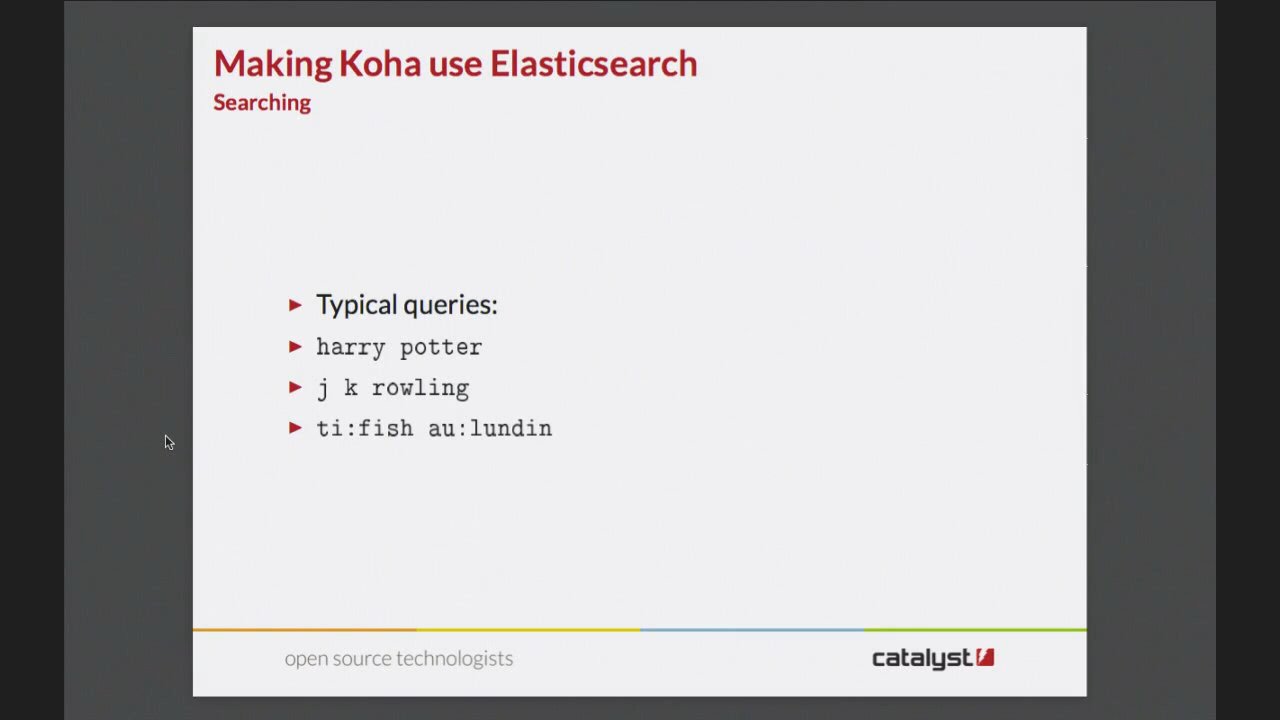 Making Koha use Elasticsearch
Searching
Typical queries:
harry potter
j k rowling
ti:fish au:lundin
open source technologists
catalyst